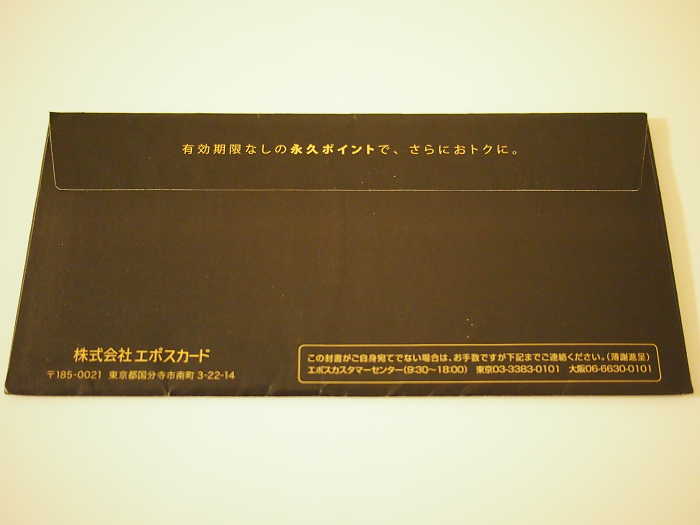 有効期限なしの永久ポイントで、さらにおトクに。
株式会社エポスカード
〒185-0021 東京都国分寺市南町3-22-14
この封書がご自身宛てでない場合は、お手数ですが下記までご連絡ください。(薄謝進呈)
エポスカスタマーセンター(9:30〜18:00) 東京03-3383-0101 大阪06-6630-0101